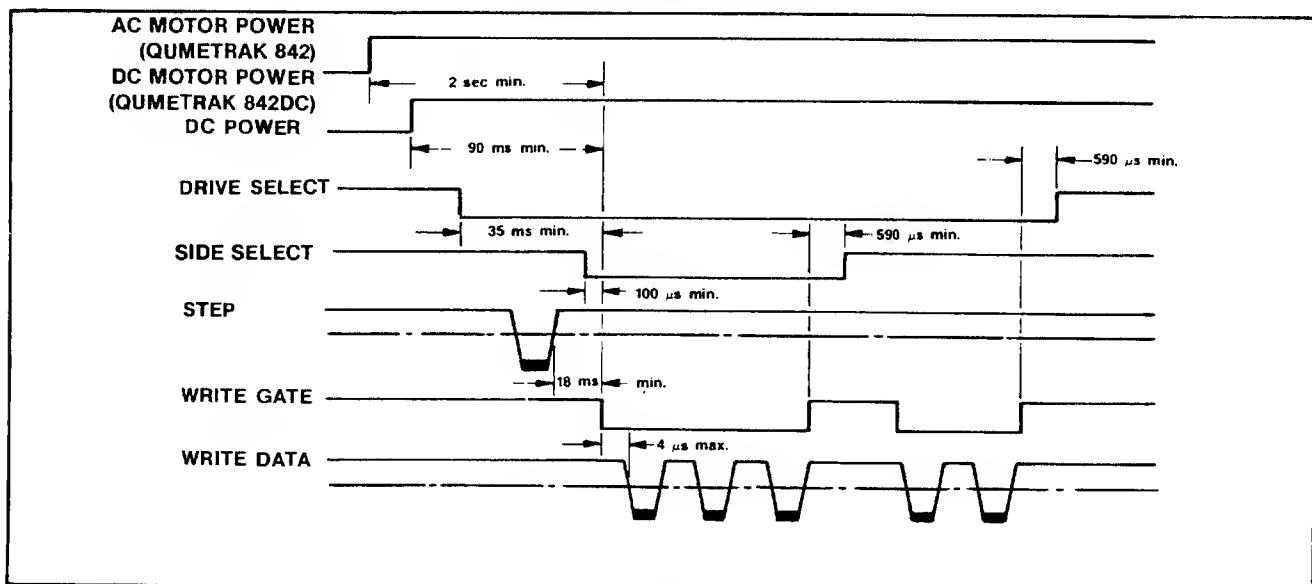 AC MOTOR POWER
(QUMETRAK 842)
DC MOTOR POWER
(QUMETRAK 842DC)
2 sec min.
DC POWER
90 ms min.
590 μs min.
DRIVE SELECT
35 ms min.
590 μs min.
SIDE SELECT
100 μs min.
STEP
18 ms min.
WRITE GATE
4 μs max.
WRITE DATA